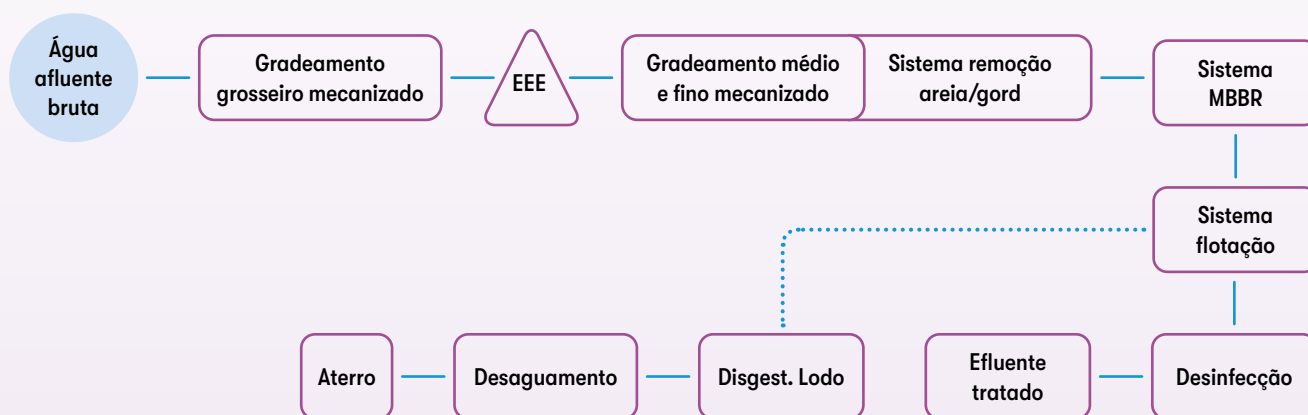 Água
afluente
bruta
Gradeamento
grosseiro mecanizado
EEE
Gradeamento médio
e fino mecanizado
Sistema remoção
areia/gord
Sistema
MBBR
Sistema
flotação
Aterro
Desaguamento
Disgest. Lodo
Efluente
tratado
Desinfecção